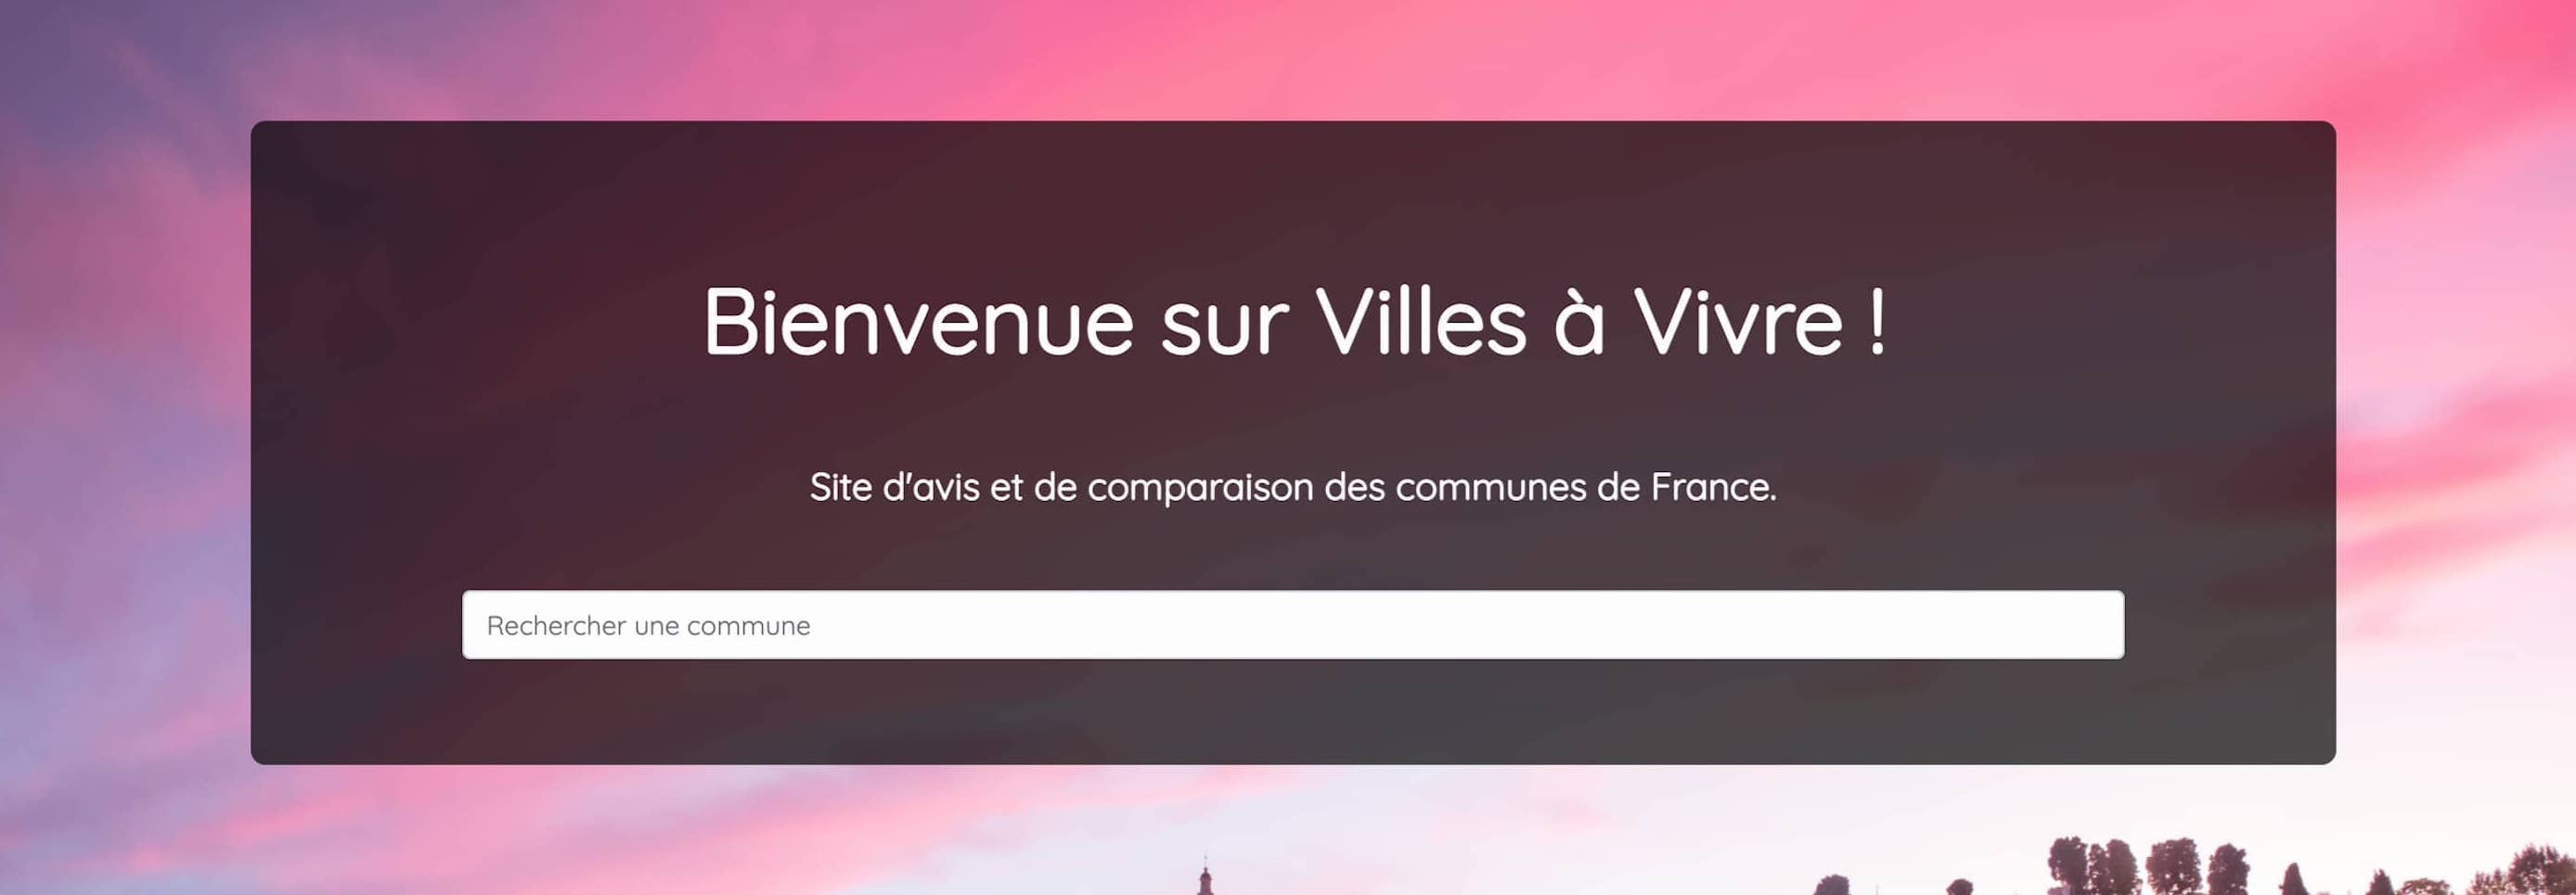 Bienvenue sur Villes à Vivre !
Site d'avis et de comparaison des communes de France.
Rechercher une commune